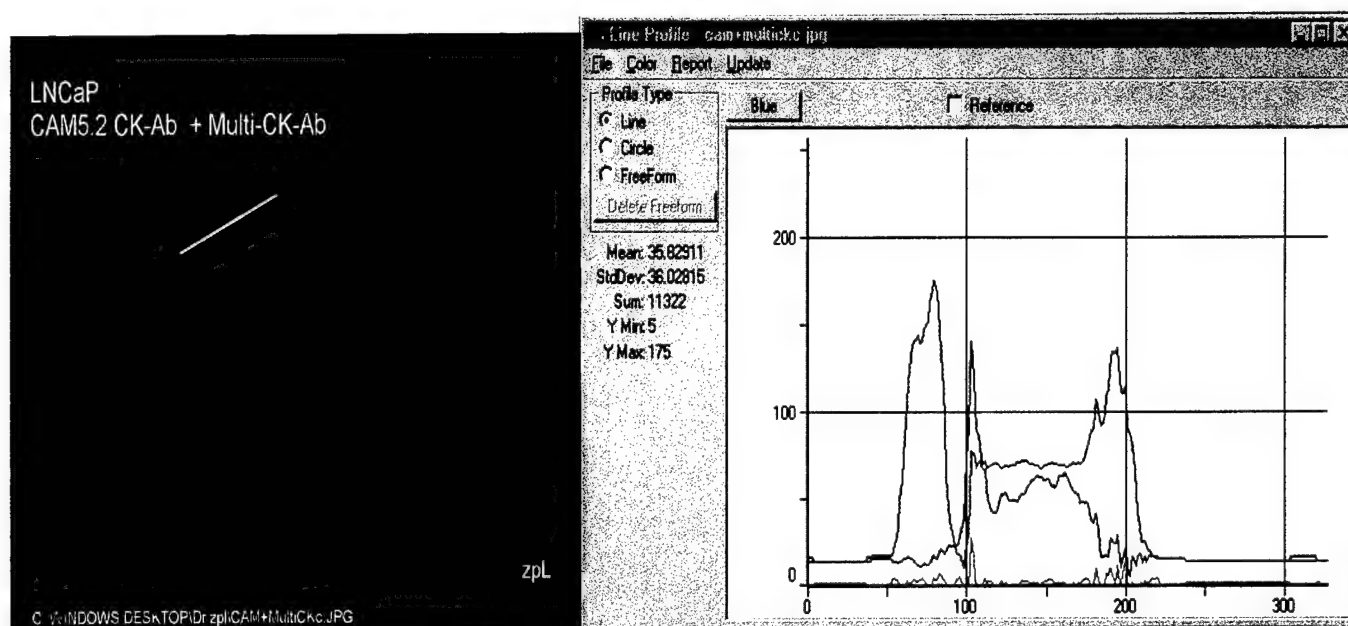 LNCaP
CAM5.2 CK-Ab + Multi-CK-Ab
zpL
C:\WINDOWS\DESKTOP\Dr zpl\CAM+MultiCKc.JPG
Line Profile - cam+multickc.jpg
File Color Report Update
Profile Type
Line
Circle
FreeForm
Delete Freeform
Blue
Reference
Mean: 35.82911
StdDev: 36.02815
Sum: 11322
Y Min: 5
Y Max: 175
200
100
0
0 100 200 300